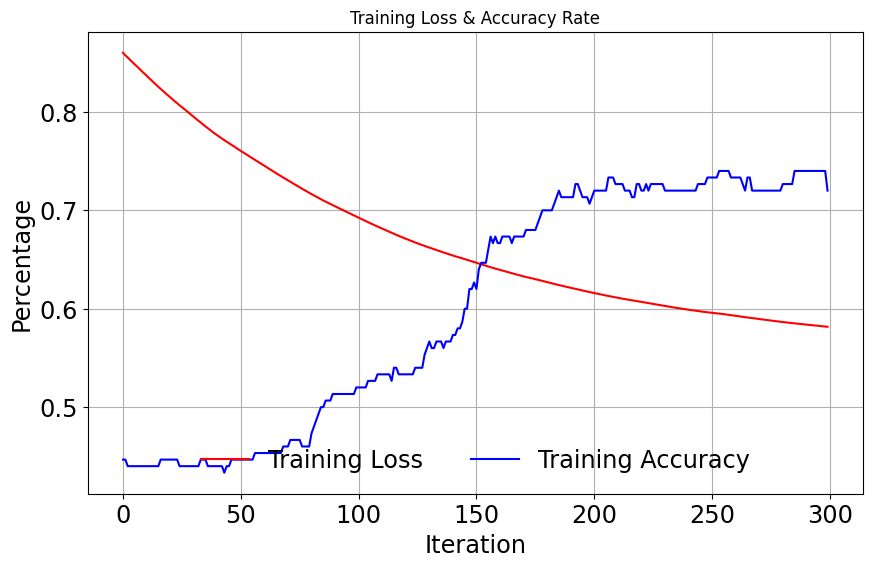 Training Loss & Accuracy Rate
Percentage
0.8
0.7
0.6
0.5
Training Loss Training Accuracy
0 50 100 150 200 250 300
Iteration